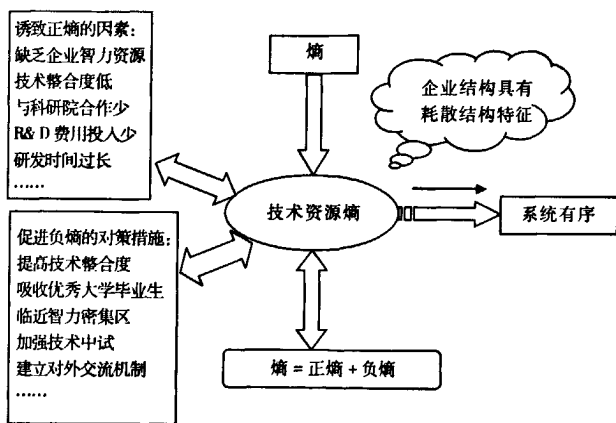 诱致正熵的因素：
缺乏企业智力资源
技术整合度低
与科研院合作少
R&D费用投入少
研发时间过长
……
熵
企业结构具有
耗散结构特征
技术资源熵
系统有序
促进负熵的对策措施：
提高技术整合度
吸收优秀大学毕业生
临近智力密集区
加强技术中试
建立对外交流机制
……
熵=正熵+负熵